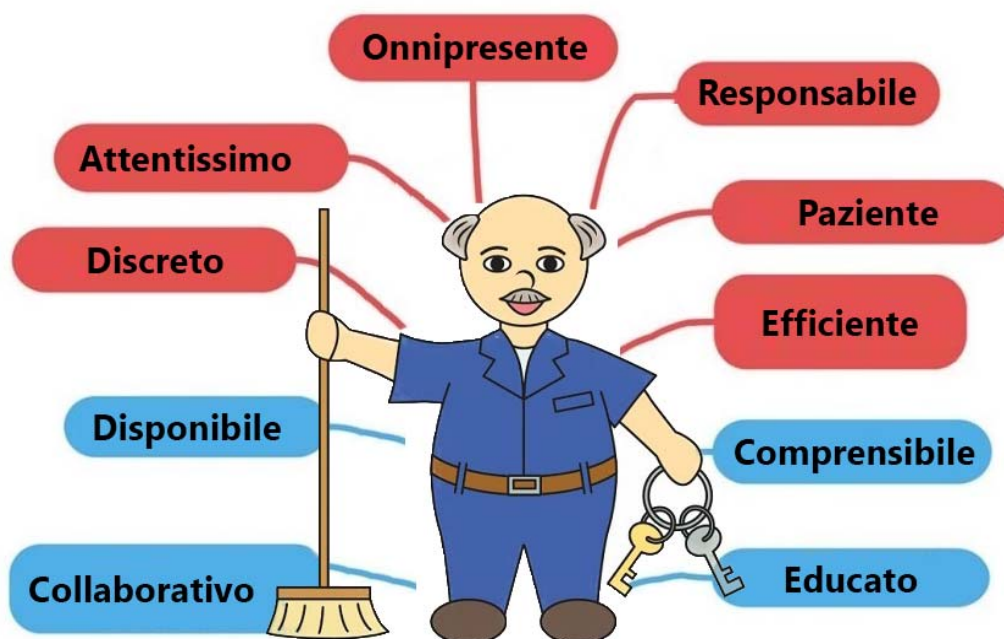 Onnipresente
Responsabile
Attentissimo
Paziente
Discreto
Efficiente
Disponibile
Comprensibile
Collaborativo
Educato